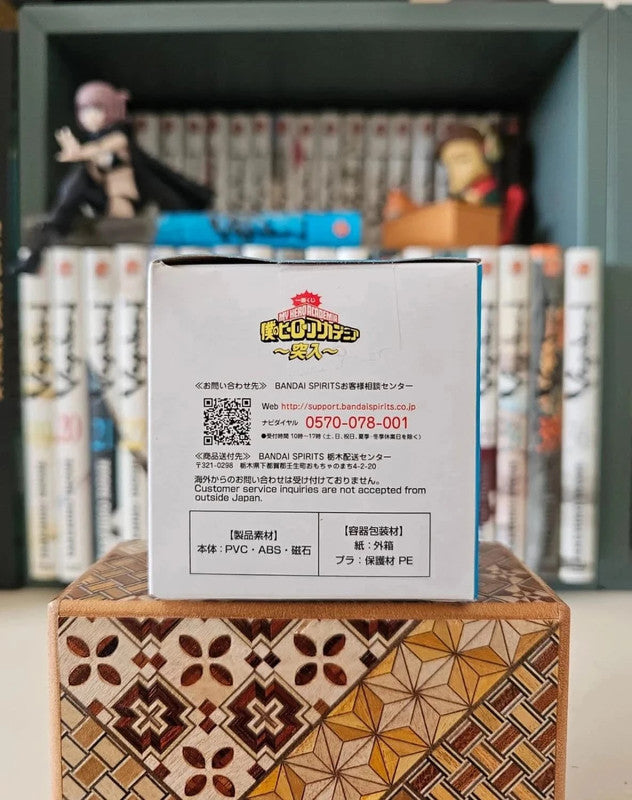 一番くじ
MY HERO ACADEMIA
僕のヒーローアカデミア
～突入～
≪お問い合わせ先≫ BANDAI SPIRITSお客様相談センター
Web http://support.bandaispirits.co.jp
ナビダイヤル 0570-078-001
●受付時間 10時～17時(土、日、祝日、夏季・冬季休業日を除く)
≪商品送付先≫ BANDAI SPIRITS 栃木配送センター
〒321-0298 栃木県下都賀郡壬生町おもちゃのまち4-2-20
海外からのお問い合わせは受け付けておりません。
Customer service inquiries are not accepted from
outside Japan.
【製品素材】
本体：PVC・ABS・磁石
【容器包装材】
紙：外箱
プラ：保護材 PE